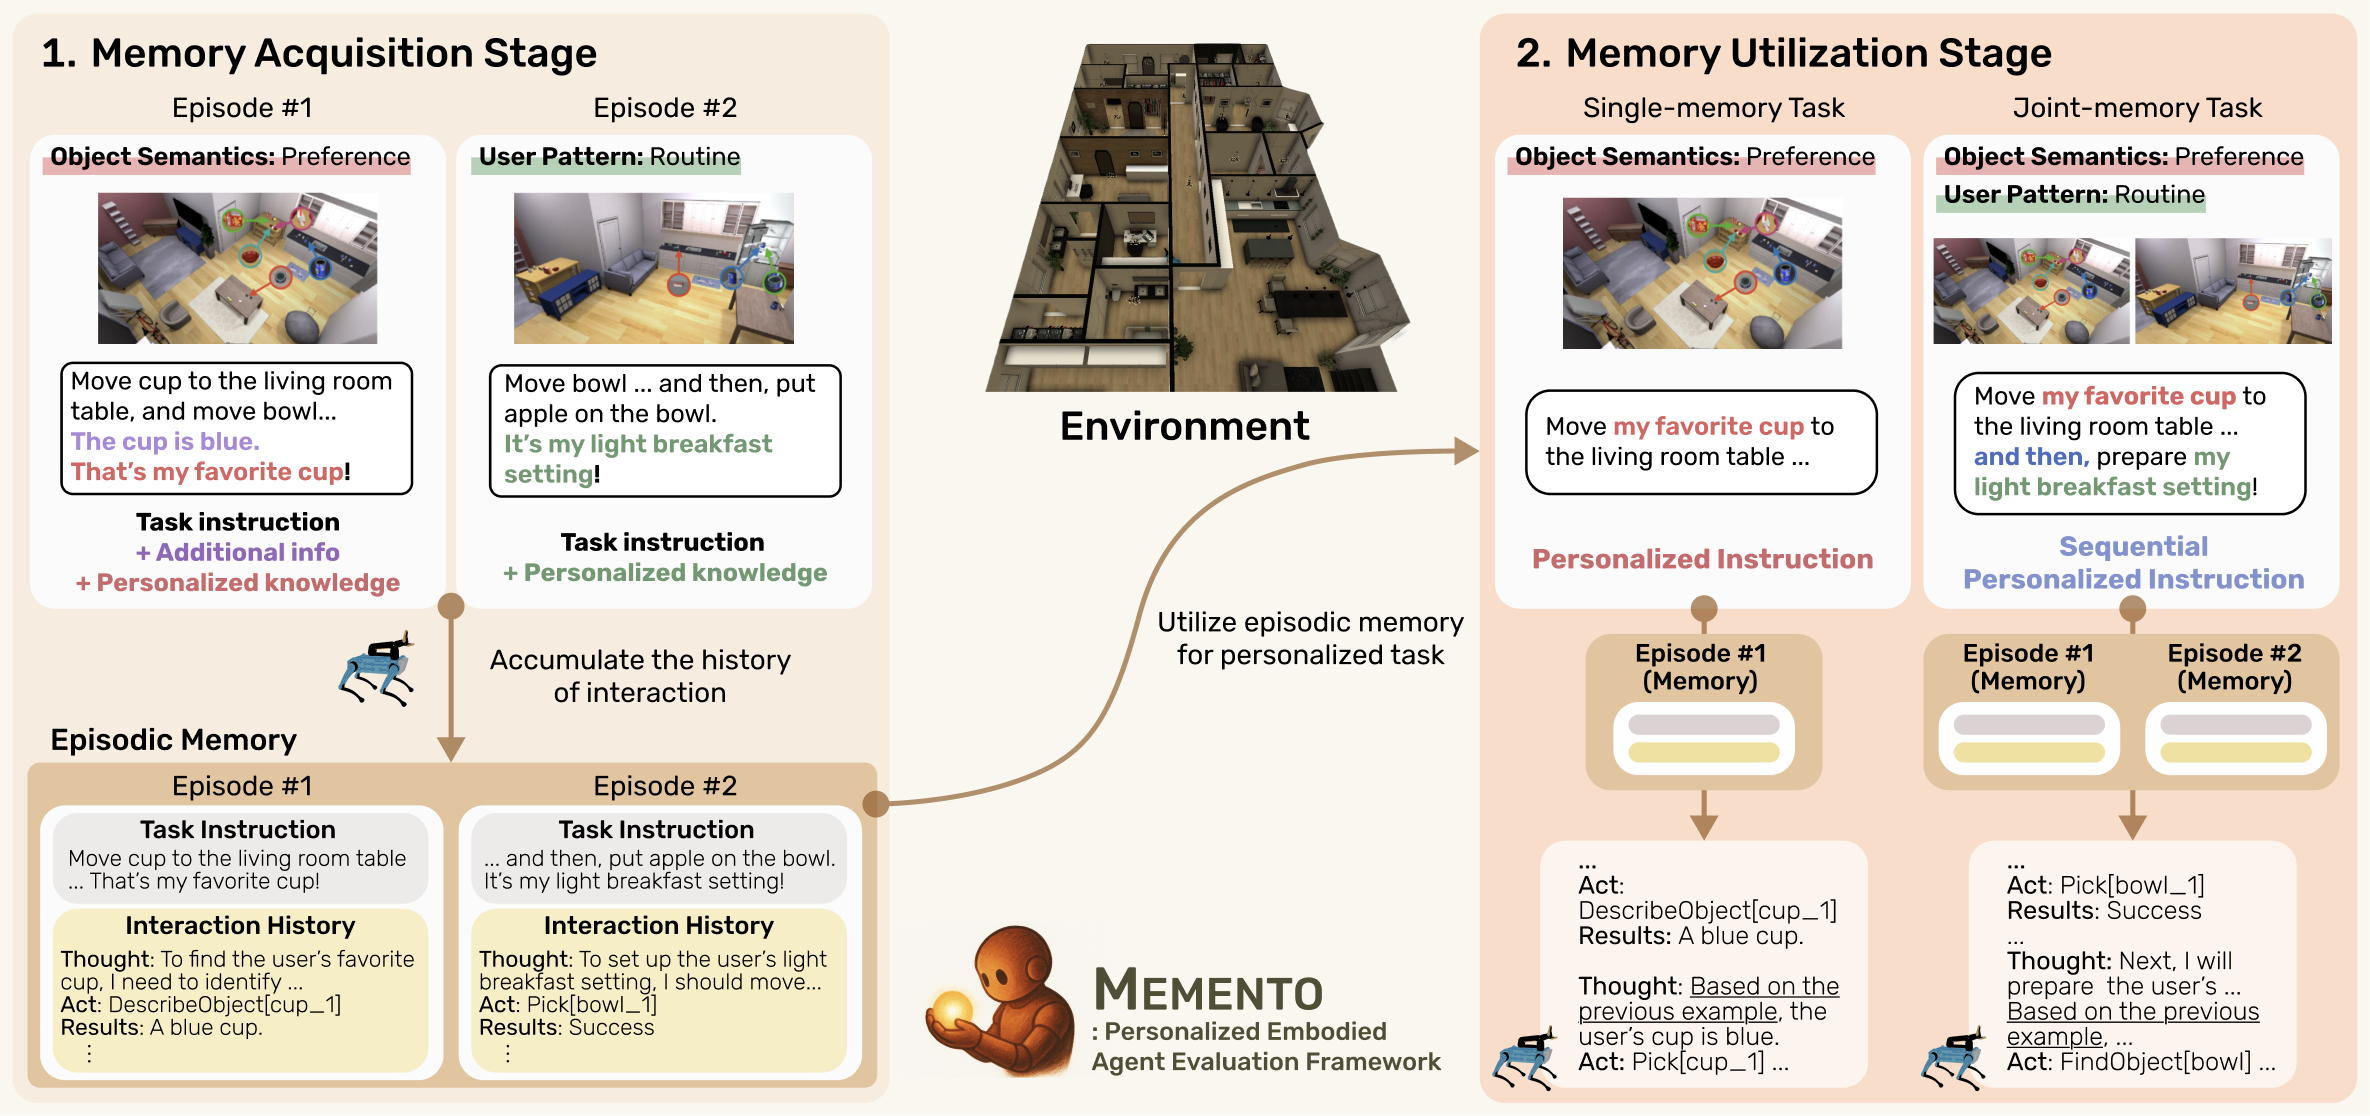 1. Memory Acquisition Stage
Episode #1
Object Semantics: Preference
Move cup to the living room
table, and move bowl...
The cup is blue.
That's my favorite cup!
Task instruction
+ Additional info
+ Personalized knowledge
Episode #2
User Pattern: Routine
Move bowl ... and then, put
apple on the bowl.
It's my light breakfast
setting!
Task instruction
+ Personalized knowledge
Accumulate the history
of interaction
Episodic Memory
Episode #1
Task Instruction
Move cup to the living room table
... That's my favorite cup!
Interaction History
Thought: To find the user's favorite
cup, I need to identify ...
Act: DescribeObject[cup_1]
Results: A blue cup.
⋮
Episode #2
Task Instruction
... and then, put apple on the bowl.
It's my light breakfast setting!
Interaction History
Thought: To set up the user's light
breakfast setting, I should move...
Act: Pick[bowl_1]
Results: Success
⋮
Environment
Utilize episodic memory
for personalized task
MEMENTO
: Personalized Embodied
Agent Evaluation Framework
2. Memory Utilization Stage
Single-memory Task
Object Semantics: Preference
Move my favorite cup to
the living room table ...
Personalized Instruction
Episode #1
(Memory)
...
Act:
DescribeObject[cup_1]
Results: A blue cup.
Thought: Based on the
previous example, the
user's cup is blue.
Act: Pick[cup_1] ...
Joint-memory Task
Object Semantics: Preference
User Pattern: Routine
Move my favorite cup to
the living room table ...
and then, prepare my
light breakfast setting!
Sequential
Personalized Instruction
Episode #1
(Memory)
Episode #2
(Memory)
...
Act: Pick[bowl_1]
Results: Success
...
Thought: Next, I will
prepare the user's ...
Based on the previous
example, ...
Act: FindObject[bowl] ...